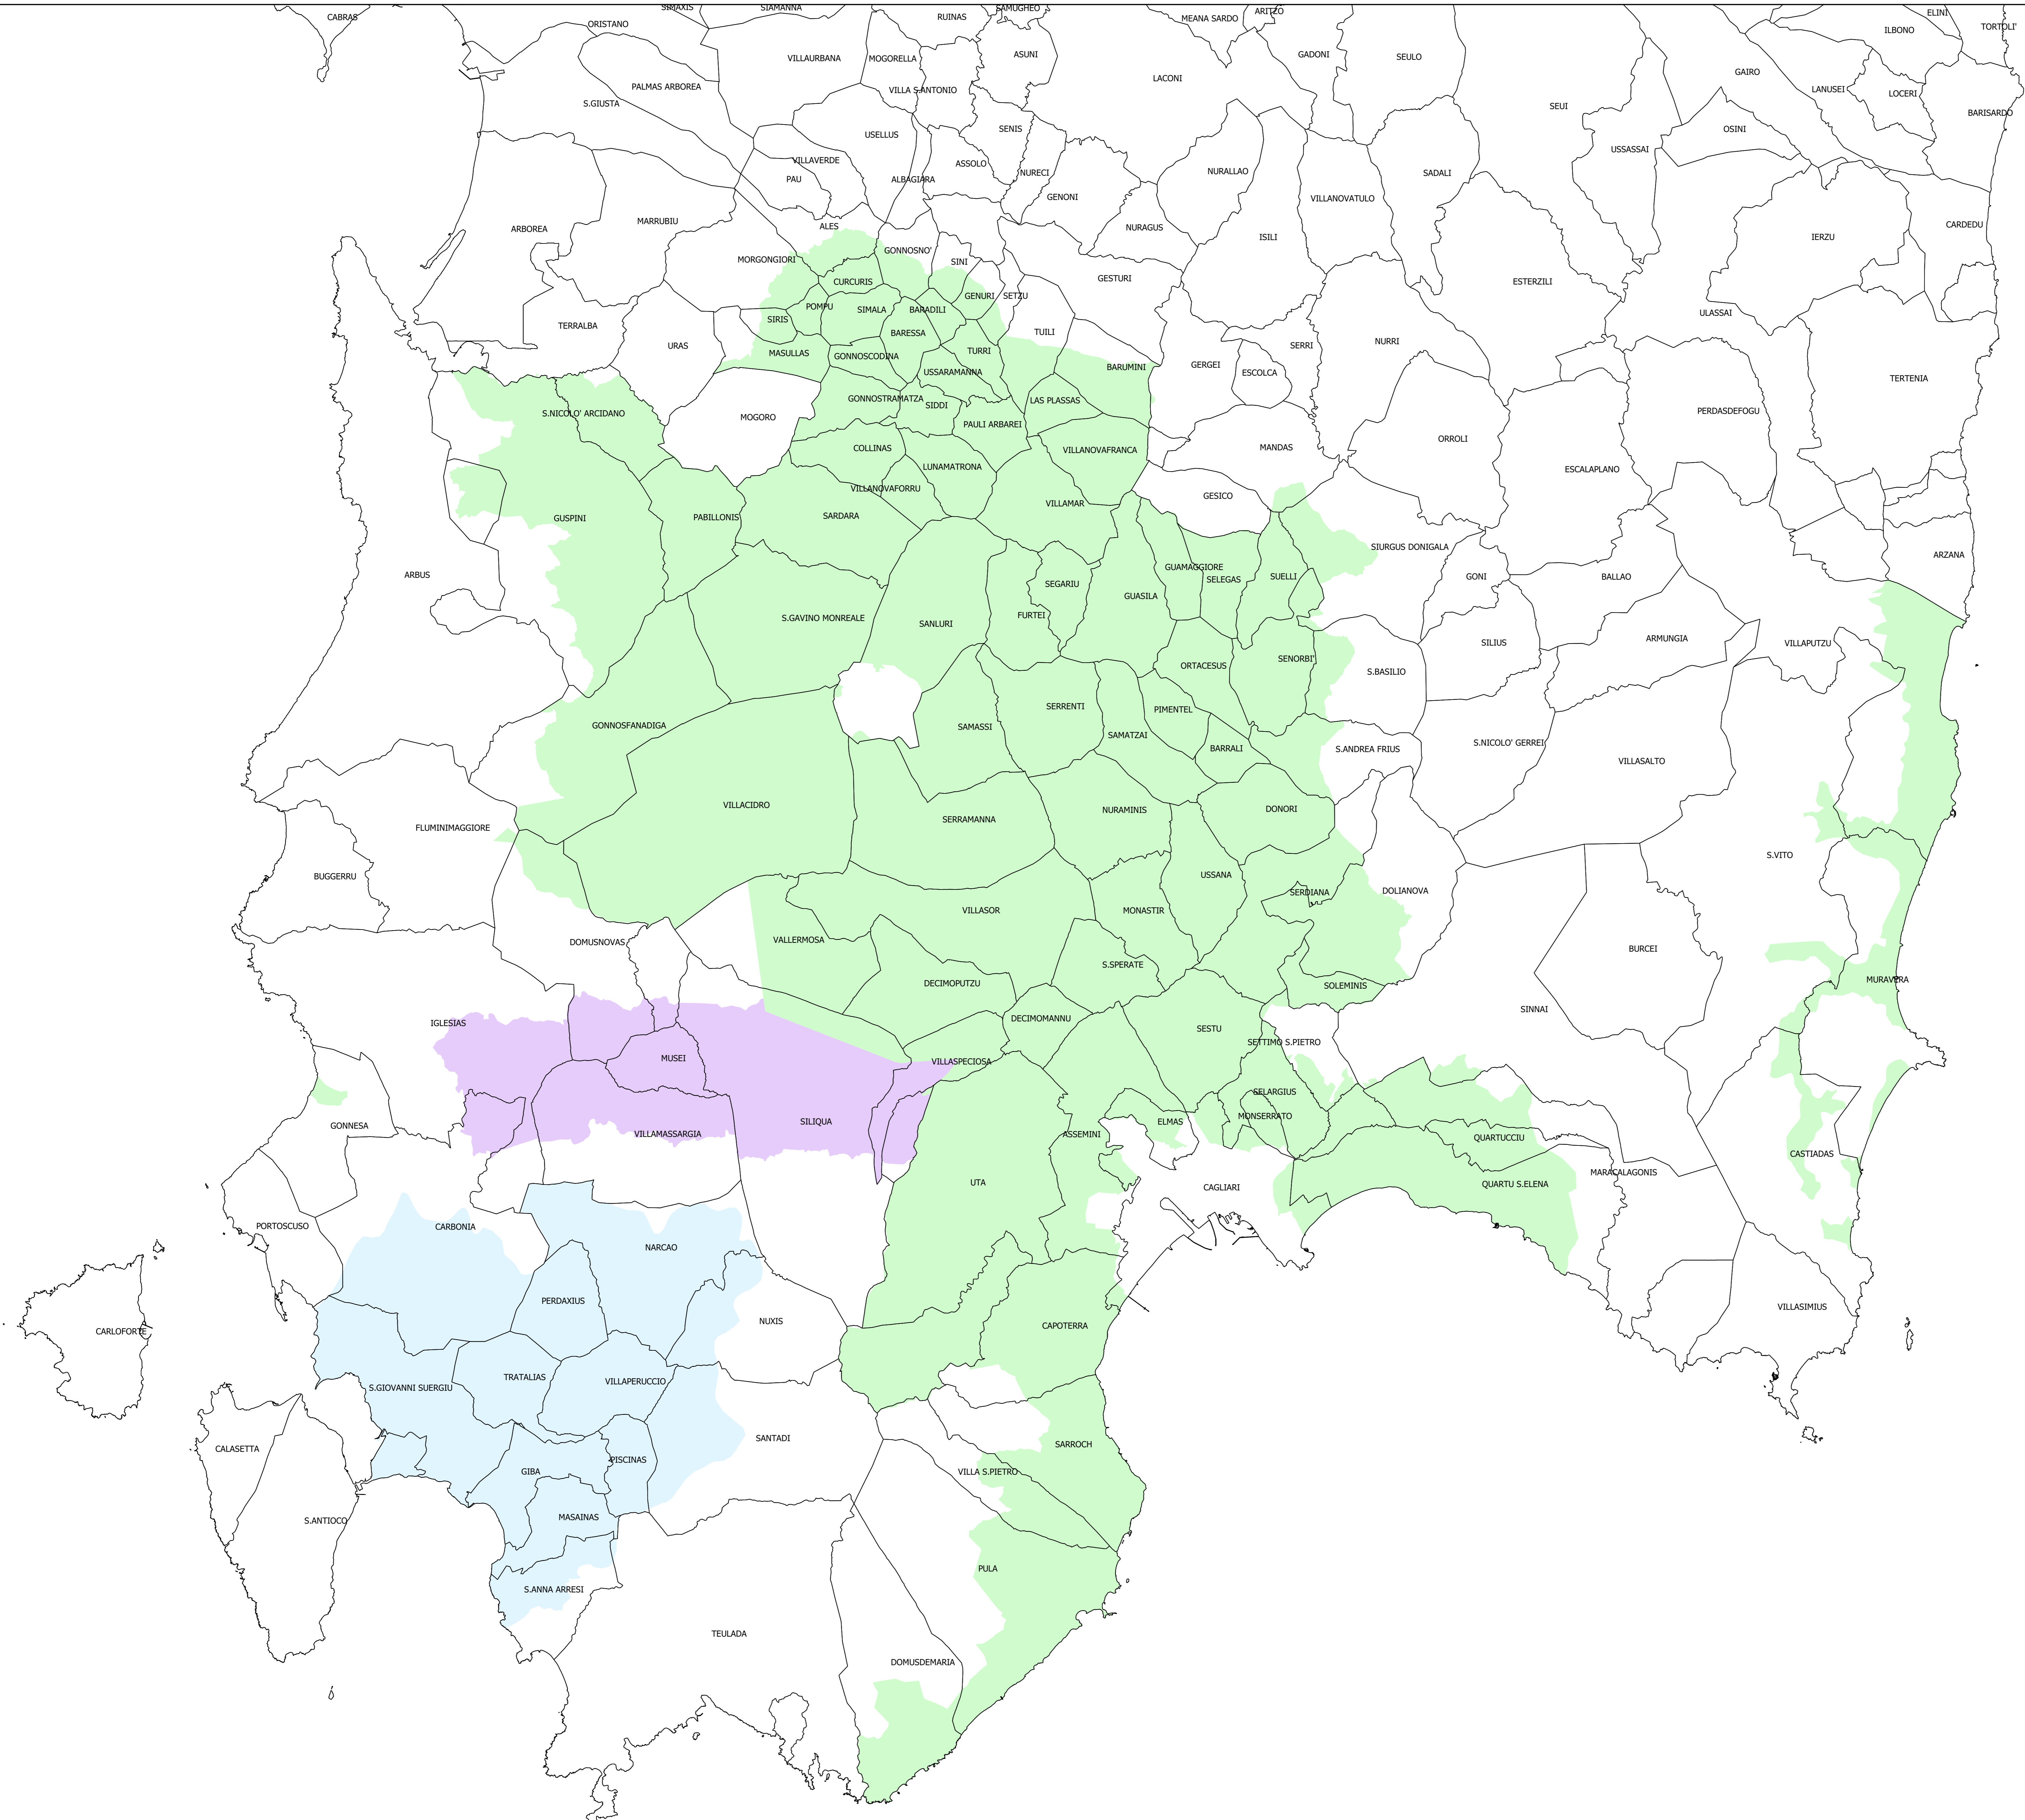 SIMAXIS
SIAMANNA
SAMUGHEO
ARITZO
ELINI
CABRAS
ORISTANO
RUINAS
MEANA SARDO
ILBONO
TORTOLI'
VILLAURBANA
MOGORELLA
ASUNI
GADONI
SEULO
GAIRO
LACONI
PALMAS ARBOREA
VILLA S.ANTONIO
LANUSEI
LOCERI
S.GIUSTA
SEUI
BARISARDO
USELLUS
SENIS
OSINI
VILLAVERDE
ASSOLO
USSASSAI
PAU
ALBAGIARA
NURECI
NURALLAO
SADALI
GENONI
VILLANOVATULO
ARBOREA
MARRUBIU
ALES
NURAGUS
ISILI
IERZU
CARDEDU
GONNOSNO'
MORGONGIORI
SINI
GESTURI
CURCURIS
ESTERZILI
GENURI
SETZU
POMPU
SIMALA
BARADILI
ULASSAI
SIRIS
TERRALBA
BARESSA
TUILI
URAS
MASULLAS
GONNOSCODINA
TURRI
SERRI
NURRI
USSARAMANNA
BARUMINI
GERGEI
ESCOLCA
TERTENIA
S.NICOLO' ARCIDANO
MOGORO
GONNOSTRAMATZA
SIDDI
LAS PLASSAS
PERDASDEFOGU
PAULI ARBAREI
COLLINAS
VILLANOVAFRANCA
MANDAS
ORROLI
LUNAMATRONA
ESCALAPLANO
VILLANOVAFORRU
GESICO
GUSPINI
PABILLONIS
SARDARA
VILLAMAR
SIURGUS DONIGALA
ARZANA
ARBUS
GUAMAGGIORE
SELEGAS
SUELLI
GONI
BALLAO
SEGARIU
GUASILA
S.GAVINO MONREALE
SANLURI
FURTEI
SILIUS
ARMUNGIA
VILLAPUTZU
ORTACESUS
SENORBI'
S.BASILIO
GONNOSFANADIGA
SAMASSI
SERRENTI
PIMENTEL
SAMATZAI
BARRALI
S.ANDREA FRIUS
S.NICOLO' GERREI
VILLASALTO
VILLACIDRO
SERRAMANNA
NURAMINIS
DONORI
FLUMINIMAGGIORE
S.VITO
BUGGERRU
USSANA
SERDIANA
DOLIANOVA
VILLASOR
MONASTIR
DOMUSNOVAS
VALLERMOSA
BURCEI
S.SPERATE
DECIMOPUTZU
SOLEMINIS
MURAVERA
IGLESIAS
DECIMOMANNU
SESTU
SINNAI
SETTIMO S.PIETRO
MUSEI
VILLASPECIOSA
SELARGIUS
GONNESA
VILLAMASSARGIA
SILIQUA
ASSEMINI
ELMAS
MONSERRATO
QUARTUCCIU
CASTIADAS
MARACALAGONIS
UTA
CAGLIARI
QUARTU S.ELENA
PORTOSCUSO
CARBONIA
NARCAO
PERDAXIUS
NUXIS
CAPOTERRA
VILLASIMIUS
CARLOFORTE
S.GIOVANNI SUERGIU
TRATALIAS
VILLAPERUCCIO
SANTADI
SARROCH
CALASETTA
GIBA
PISCINAS
VILLA S.PIETRO
S.ANTIOCO
MASAINAS
PULA
S.ANNA ARRESI
TEULADA
DOMUSDEMARIA